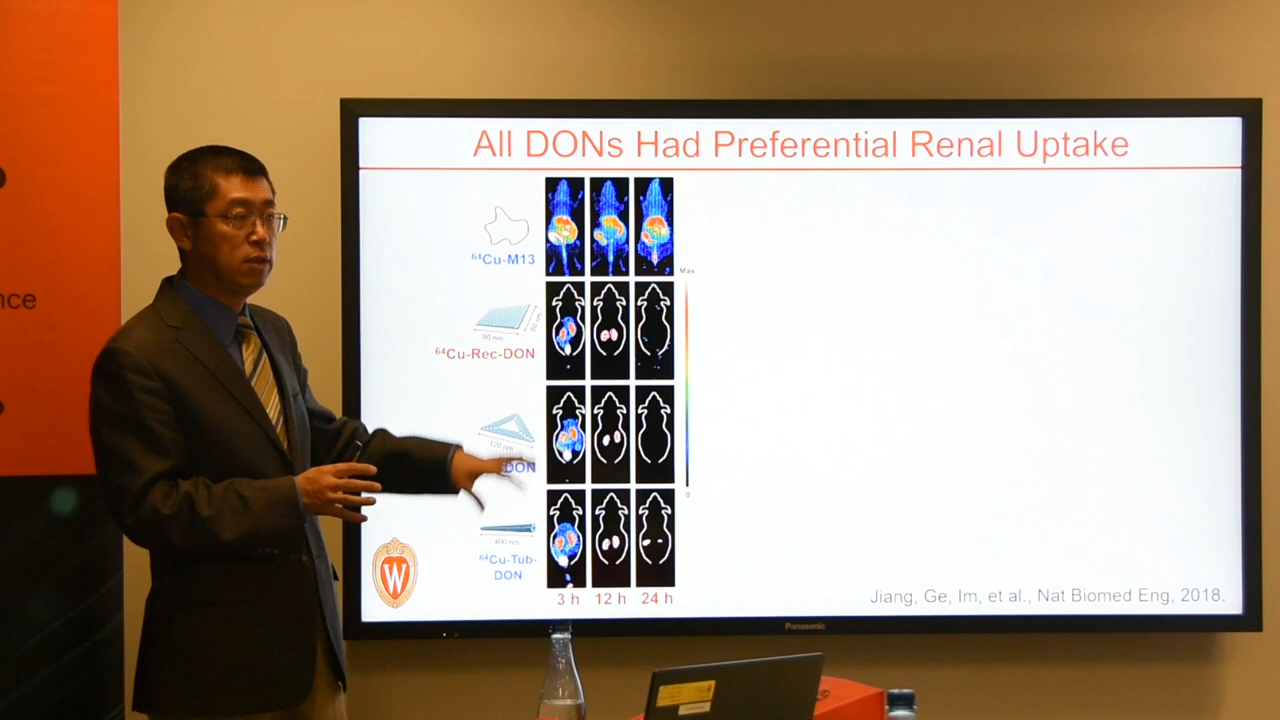 All DONs Had Preferential Renal Uptake
⁶⁴Cu-M13
Max
90 nm
60 nm
⁶⁴Cu-Rec-DON
120 nm
DON
0
400 nm
⁶⁴Cu-Tub-
DON
W
3 h 12 h 24 h
Jiang, Ge, Im, et al., Nat Biomed Eng, 2018.
Panasonic
nce